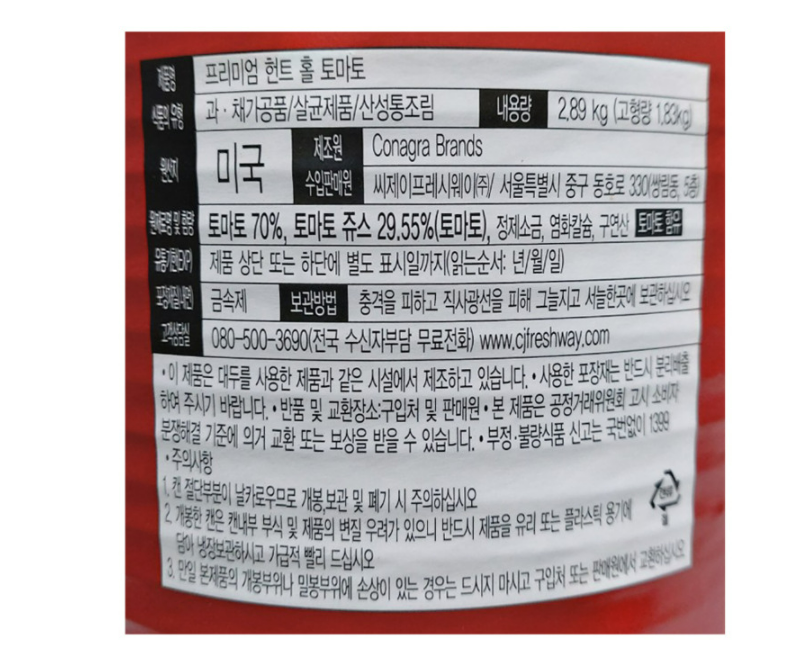 제품명 프리미엄 헌트 홀 토마토
식품의 유형 과·채가공품/살균제품/산성통조림 내용량 2.89 kg (고형량 1.83kg)
원산지 미국 제조원 Conagra Brands
수입판매원 씨제이프레시웨이㈜/ 서울특별시 중구 동호로 330(쌍림동, 5층)
원재료명 및 함량 토마토 70%, 토마토 쥬스 29.55%(토마토), 정제소금, 염화칼슘, 구연산 토마토 함유
유통기한(EXP) 제품 상단 또는 하단에 별도 표시일까지(읽는순서: 년/월/일)
포장재질(내면) 금속제 보관방법 충격을 피하고 직사광선을 피해 그늘지고 서늘한곳에 보관하십시오
고객상담실 080-500-3690(전국 수신자부담 무료전화) www.cjfreshway.com
• 이 제품은 대두를 사용한 제품과 같은 시설에서 제조하고 있습니다. • 사용한 포장재는 반드시 분리배출
하여 주시기 바랍니다. • 반품 및 교환장소:구입처 및 판매원 • 본 제품은 공정거래위원회 고시 소비자
분쟁해결 기준에 의거 교환 또는 보상을 받을 수 있습니다. • 부정·불량식품 신고는 국번없이 1399
• 주의사항
1. 캔 절단부분이 날카로우므로 개봉,보관 및 폐기 시 주의하십시오
2. 개봉한 캔은 캔내부 부식 및 제품의 변질 우려가 있으니 반드시 제품을 유리 또는 플라스틱 용기에
담아 냉장보관하시고 가급적 빨리 드십시오
3. 만일 본제품의 개봉부위나 밀봉부위에 손상이 있는 경우는 드시지 마시고 구입처 또는 판매원에서 교환하십시오